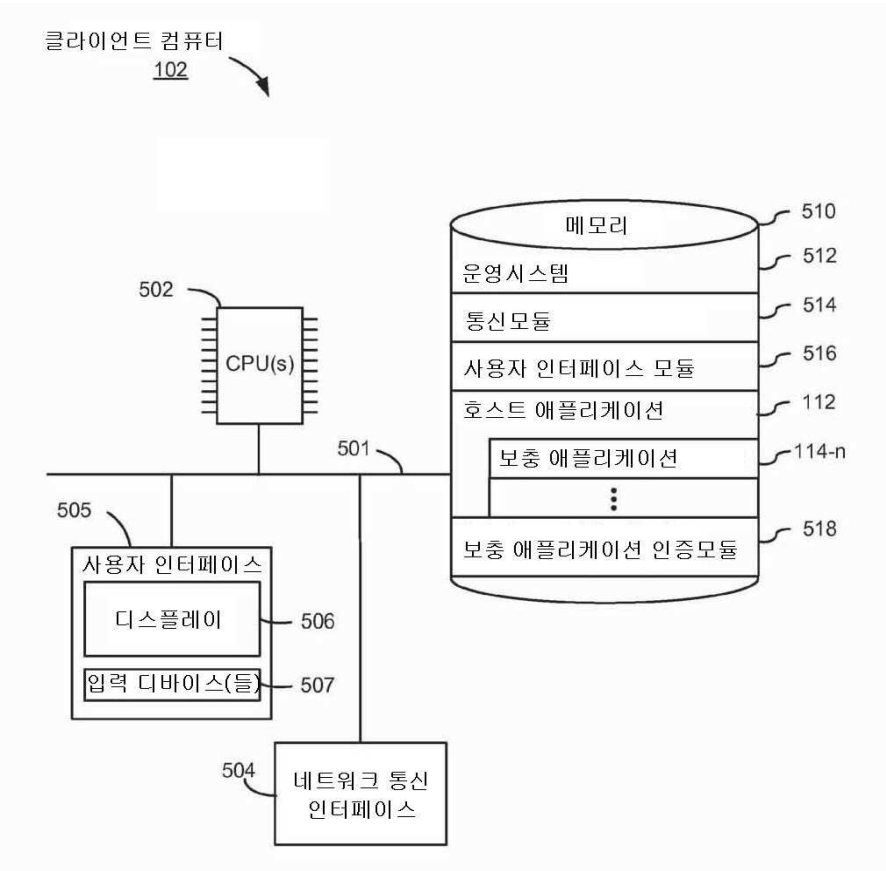 클라이언트 컴퓨터
102
메모리
510
운영시스템
512
통신모듈
514
사용자 인터페이스 모듈
516
호스트 애플리케이션
112
보충 애플리케이션
114-n
보충 애플리케이션 인증모듈
518
502
CPU(s)
501
505
사용자 인터페이스
디스플레이
506
입력 디바이스(들)
507
504
네트워크 통신
인터페이스